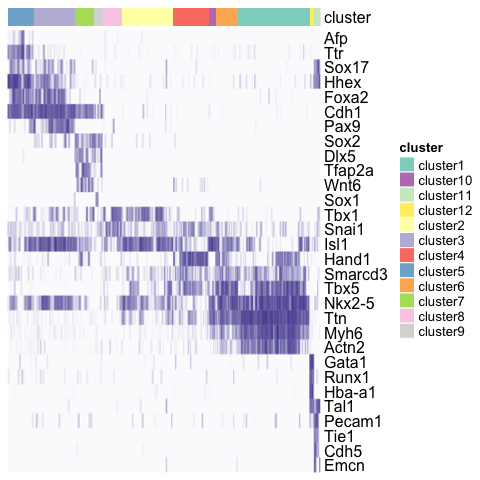 cluster
Afp
Ttr
Sox17
Hhex
Foxa2
Cdh1
Pax9
Sox2
Dlx5
Tfap2a
Wnt6
Sox1
Tbx1
Snai1
Isl1
Hand1
Smarcd3
Tbx5
Nkx2-5
Ttn
Myh6
Actn2
Gata1
Runx1
Hba-a1
Tal1
Pecam1
Tie1
Cdh5
Emcn
cluster
cluster1
cluster10
cluster11
cluster12
cluster2
cluster3
cluster4
cluster5
cluster6
cluster7
cluster8
cluster9